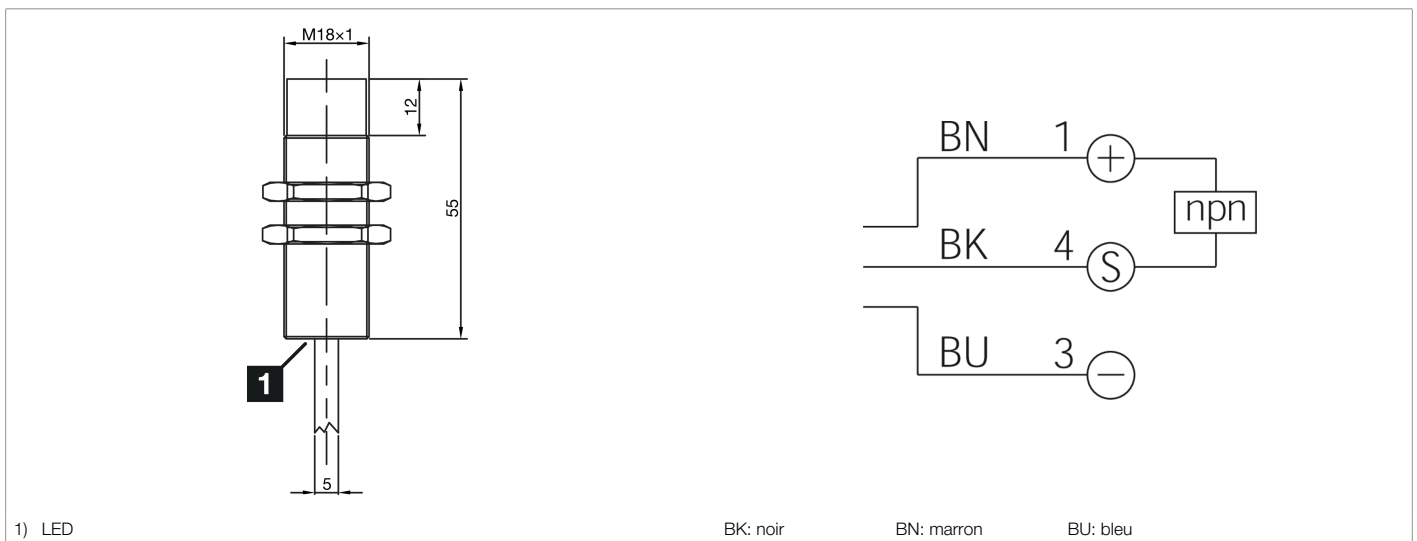 M18×1
12
55
1
5
BN 1 +
npn
BK 4 S
BU 3 −
1) LED
BK: noir BN: marron BU: bleu